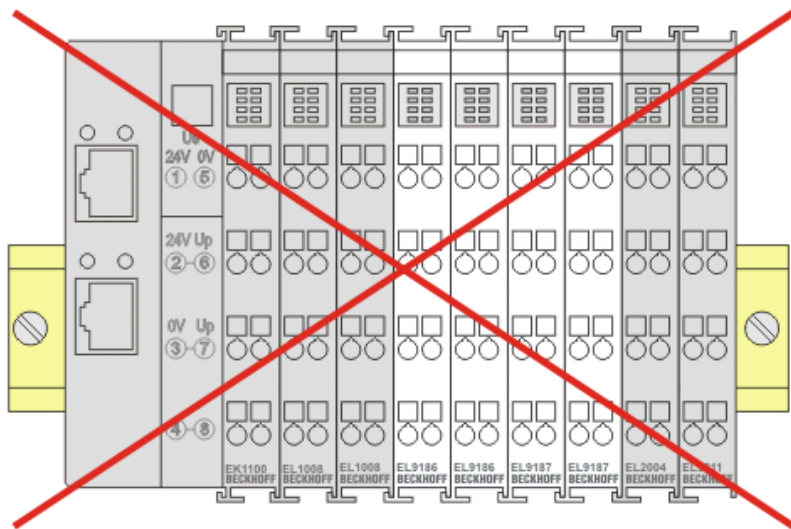 Us
24V 0V
1 5
24V Up
2 6
0V Up
3 7
4 8
EK1100 EL1008 EL1008 EL9186 EL9186 EL9187 EL9187 EL2004
BECKHOFF BECKHOFF BECKHOFF BECKHOFF BECKHOFF BECKHOFF BECKHOFF BECKHOFF BECKHOFF